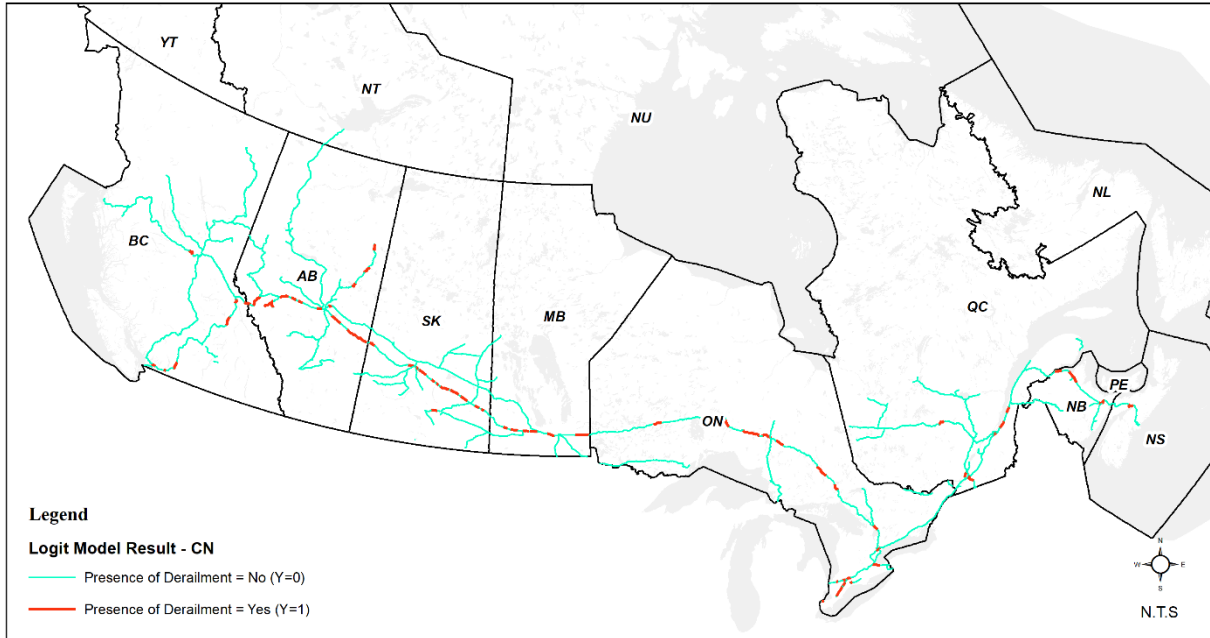 YT
NT
NU
NL
BC
AB
SK
MB
QC
ON
PE
NB
NS
Legend
Logit Model Result - CN
Presence of Derailment = No (Y=0)
Presence of Derailment = Yes (Y=1)
N
W E
S
N.T.S